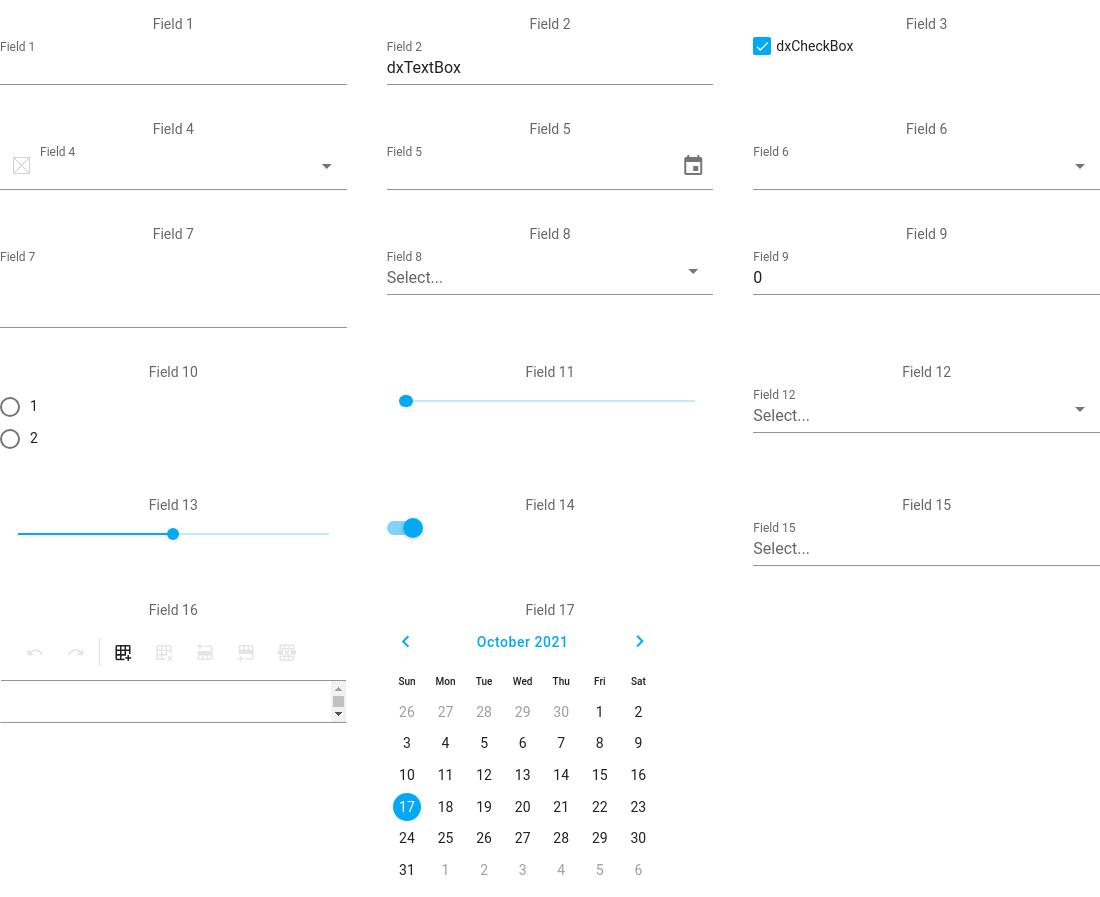 Field 1
Field 2
Field 3
Field 1
Field 2
dxTextBox
dxCheckBox
Field 4
Field 5
Field 6
Field 4
Field 5
Field 6
Field 7
Field 8
Field 9
Field 7
Field 8
Select...
Field 9
0
Field 10
Field 11
Field 12
1
2
Field 12
Select...
Field 13
Field 14
Field 15
Field 15
Select...
Field 16
Field 17
October 2021
Sun Mon Tue Wed Thu Fri Sat
26 27 28 29 30 1 2
3 4 5 6 7 8 9
10 11 12 13 14 15 16
17 18 19 20 21 22 23
24 25 26 27 28 29 30
31 1 2 3 4 5 6